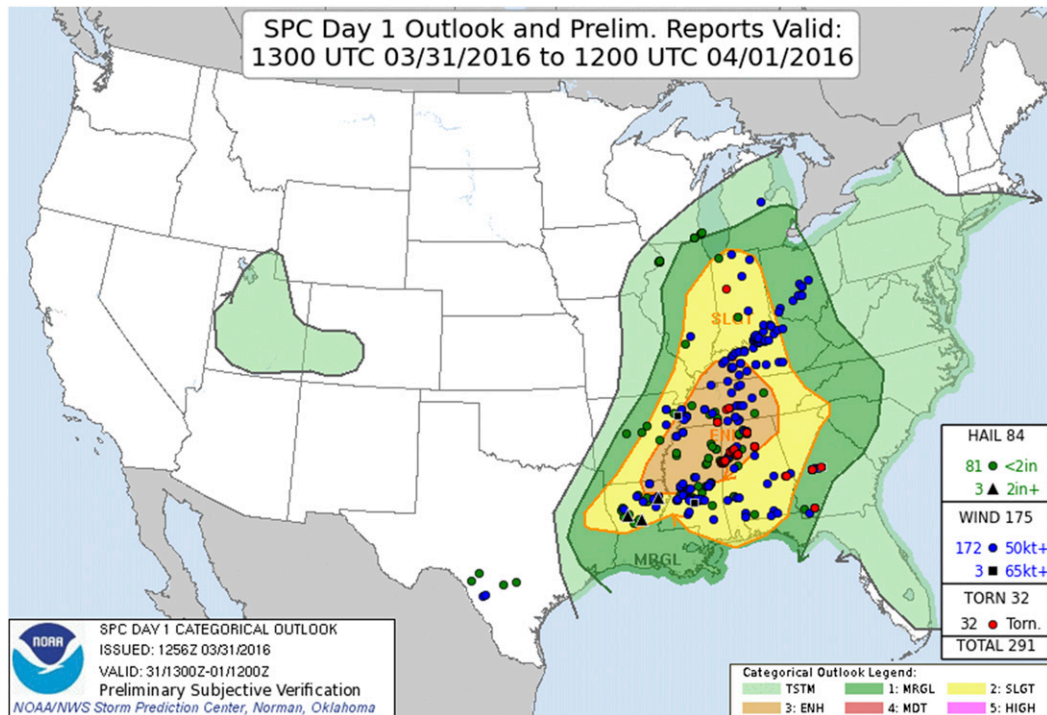 SPC Day 1 Outlook and Prelim. Reports Valid:
1300 UTC 03/31/2016 to 1200 UTC 04/01/2016
SLGT
ENH
MRGL
HAIL 84
81 <2in
3 2in+
WIND 175
172 50kt+
3 65kt+
TORN 32
32 Torn.
TOTAL 291
NOAA
SPC DAY 1 CATEGORICAL OUTLOOK
ISSUED: 1256Z 03/31/2016
VALID: 31/1300Z-01/1200Z
Preliminary Subjective Verification
NOAA/NWS Storm Prediction Center, Norman, Oklahoma
Categorical Outlook Legend:
TSTM 1: MRGL 2: SLGT
3: ENH 4: MDT 5: HIGH